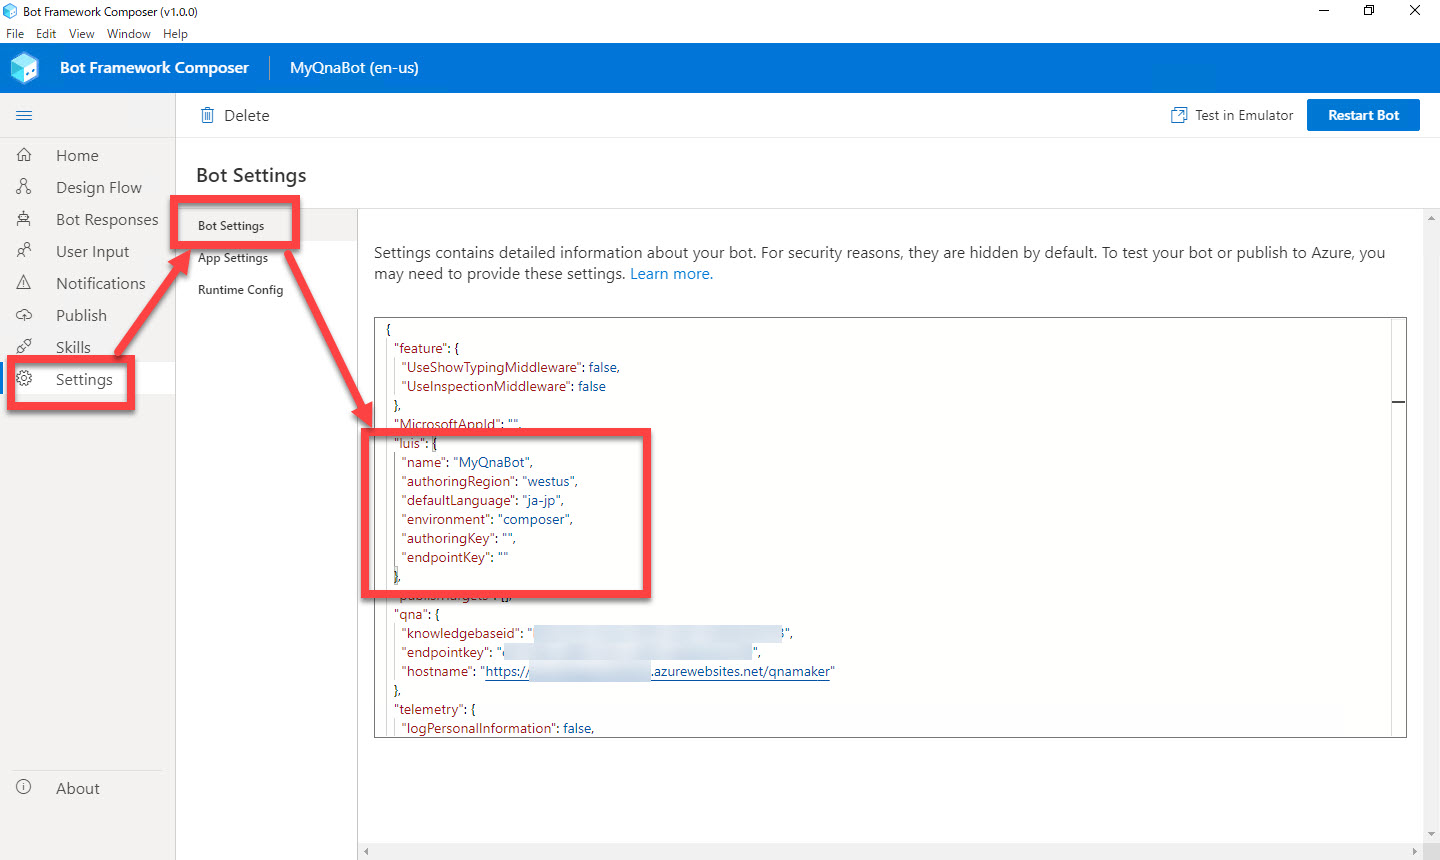 Bot Framework Composer (v1.0.0)
File Edit View Window Help
Bot Framework Composer MyQnaBot (en-us)
Delete
Test in Emulator
Restart Bot
Home
Design Flow
Bot Responses
User Input
Notifications
Publish
Skills
Settings
About
Bot Settings
Bot Settings
App Settings
Runtime Config
Settings contains detailed information about your bot. For security reasons, they are hidden by default. To test your bot or publish to Azure, you
may need to provide these settings. Learn more.
{
"feature": {
"UseShowTypingMiddleware": false,
"UseInspectionMiddleware": false
},
"MicrosoftAppId": "",
"luis": {
"name": "MyQnaBot",
"authoringRegion": "westus",
"defaultLanguage": "ja-jp",
"environment": "composer",
"authoringKey": "",
"endpointKey": ""
},
"publishTargets": [],
"qna": {
"knowledgebaseid": "",
"endpointkey": "",
"hostname": "https:// .azurewebsites.net/qnamaker"
},
"telemetry": {
"logPersonalInformation": false,